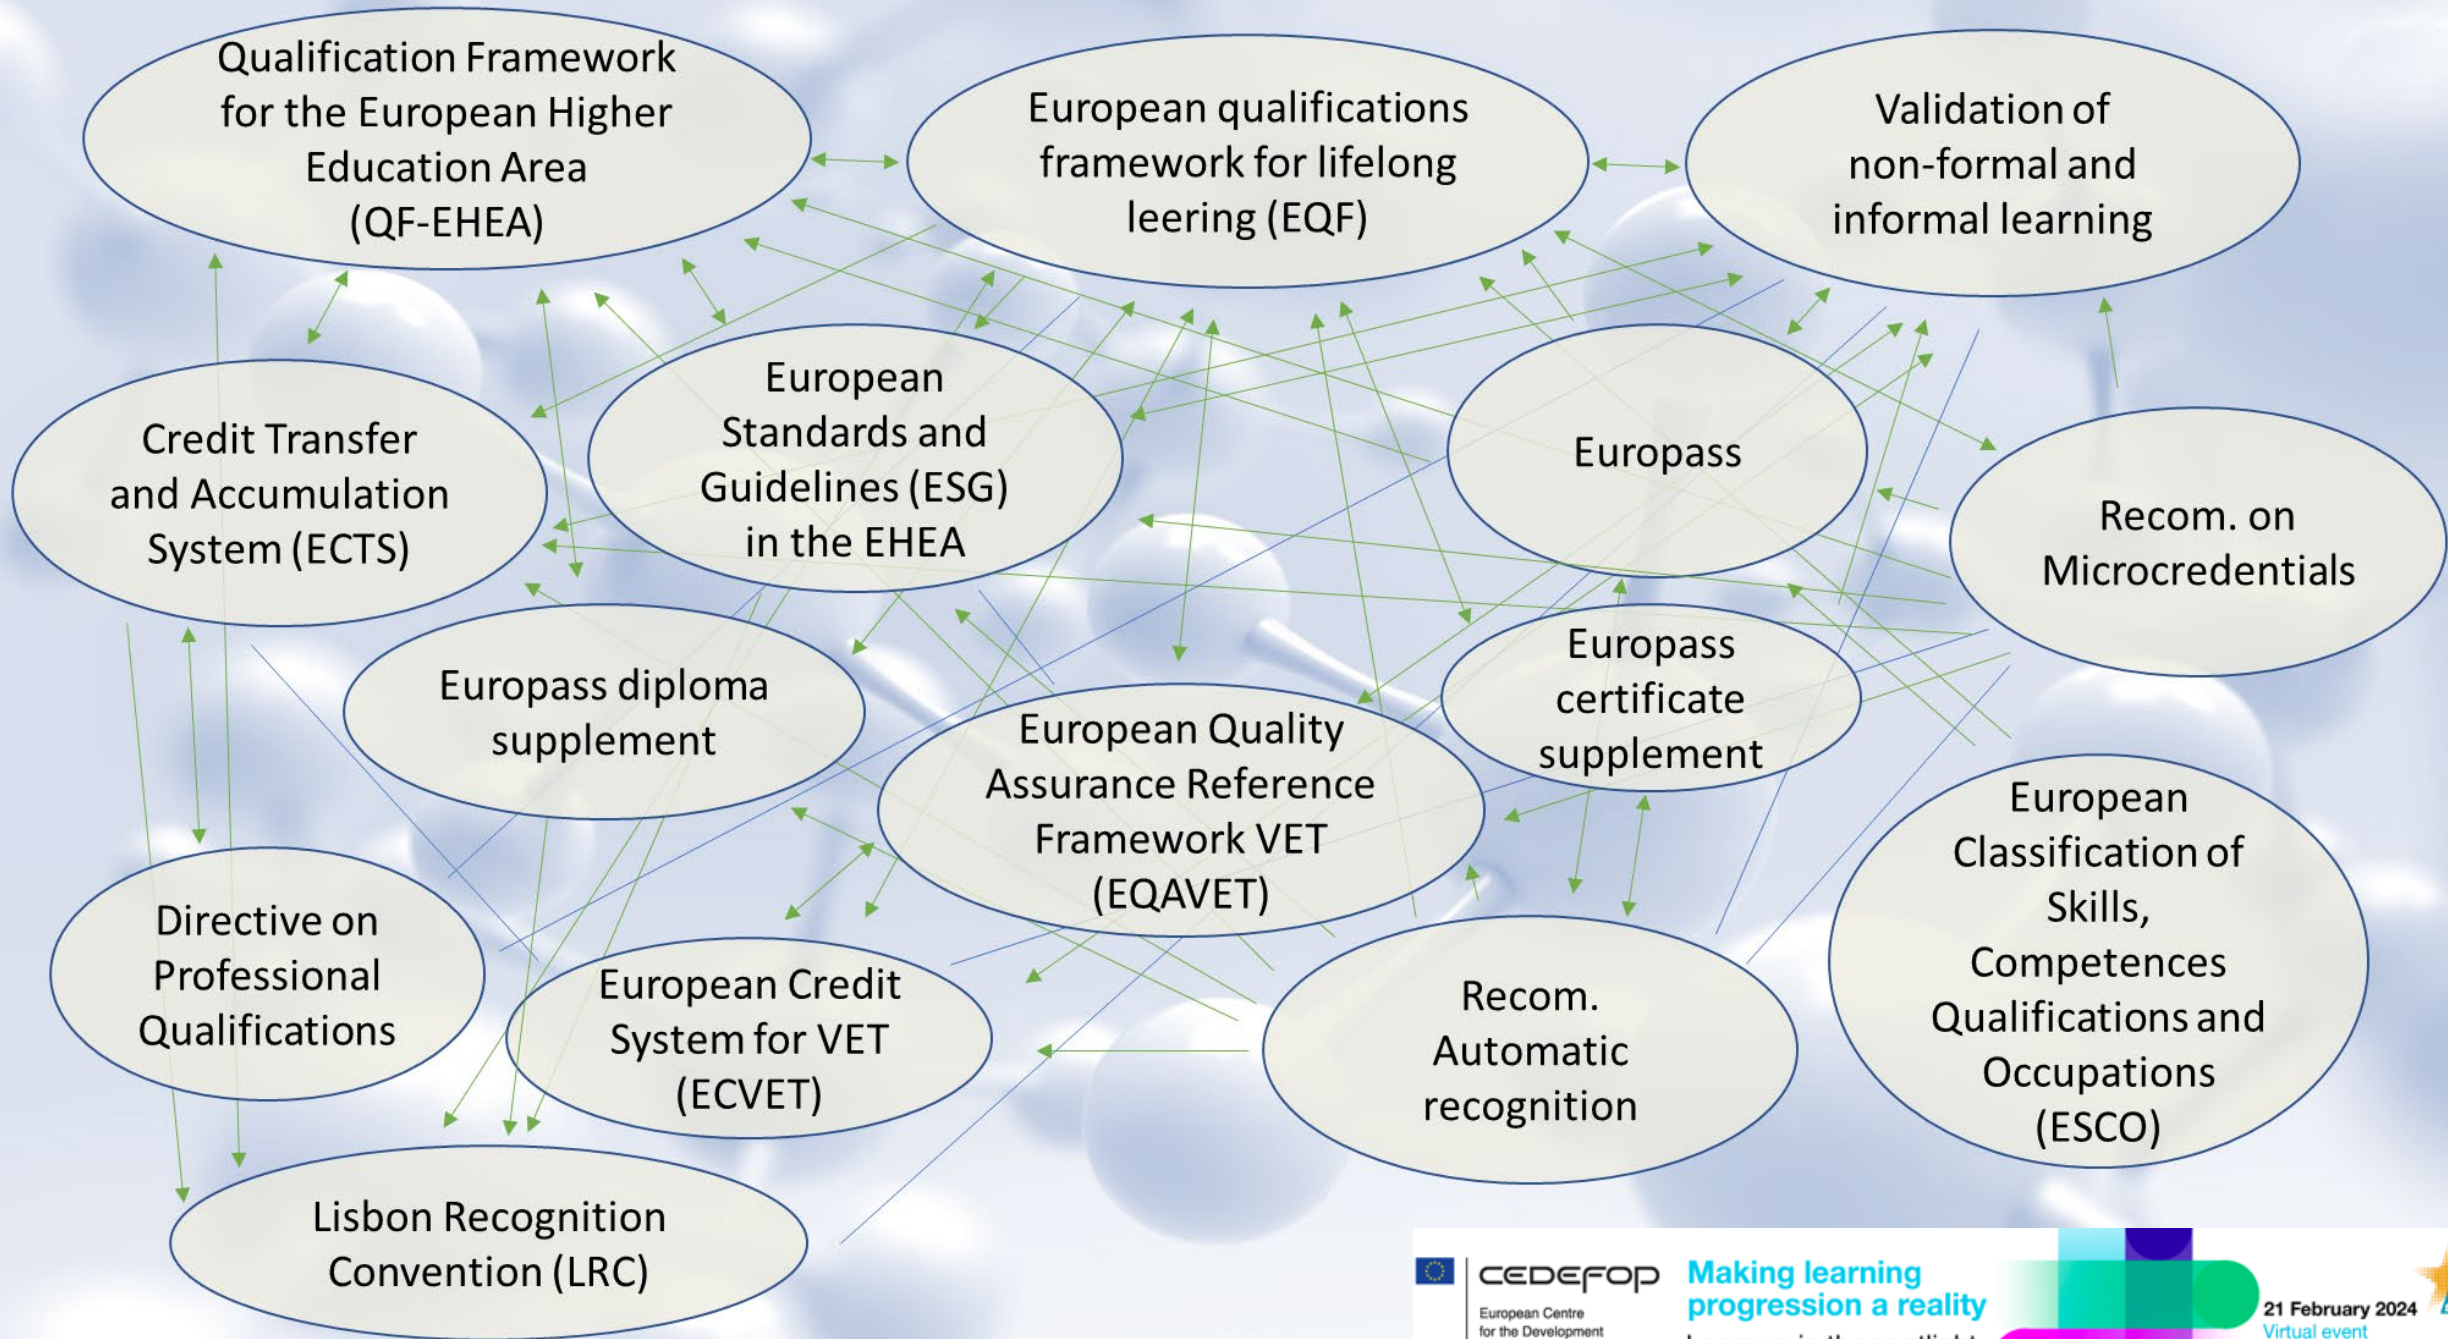 Qualification Framework
for the European Higher
Education Area
(QF-EHEA)
European qualifications
framework for lifelong
leering (EQF)
Validation of
non-formal and
informal learning
Credit Transfer
and Accumulation
System (ECTS)
European
Standards and
Guidelines (ESG)
in the EHEA
Europass
Recom. on
Microcredentials
Europass diploma
supplement
European Quality
Assurance Reference
Framework VET
(EQAVET)
Europass
certificate
supplement
European
Classification of
Skills,
Competences
Qualifications and
Occupations
(ESCO)
Directive on
Professional
Qualifications
European Credit
System for VET
(ECVET)
Recom.
Automatic
recognition
Lisbon Recognition
Convention (LRC)
CEDEFOP
European Centre
for the Development
Making learning
progression a reality
21 February 2024
Virtual event